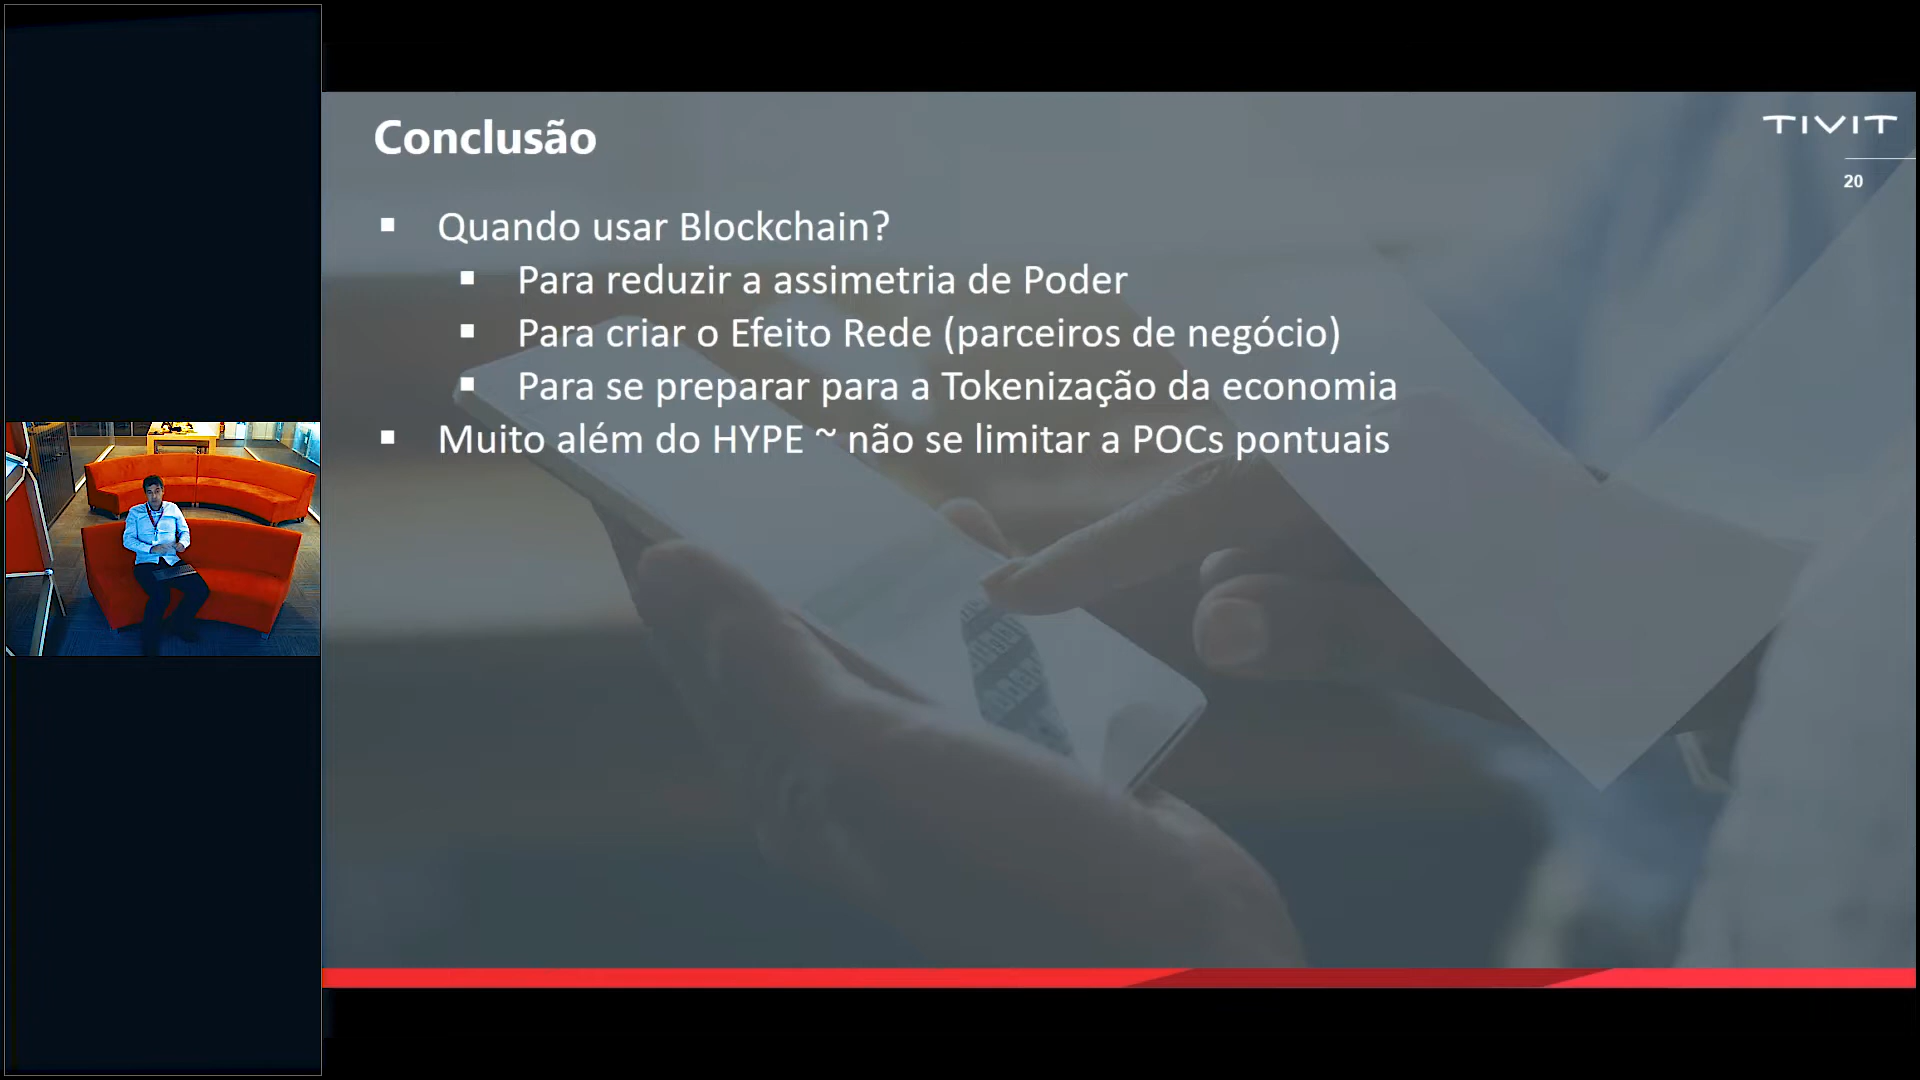 Conclusão
TIVIT
20
▪ Quando usar Blockchain?
▪ Para reduzir a assimetria de Poder
▪ Para criar o Efeito Rede (parceiros de negócio)
▪ Para se preparar para a Tokenização da economia
▪ Muito além do HYPE ~ não se limitar a POCs pontuais